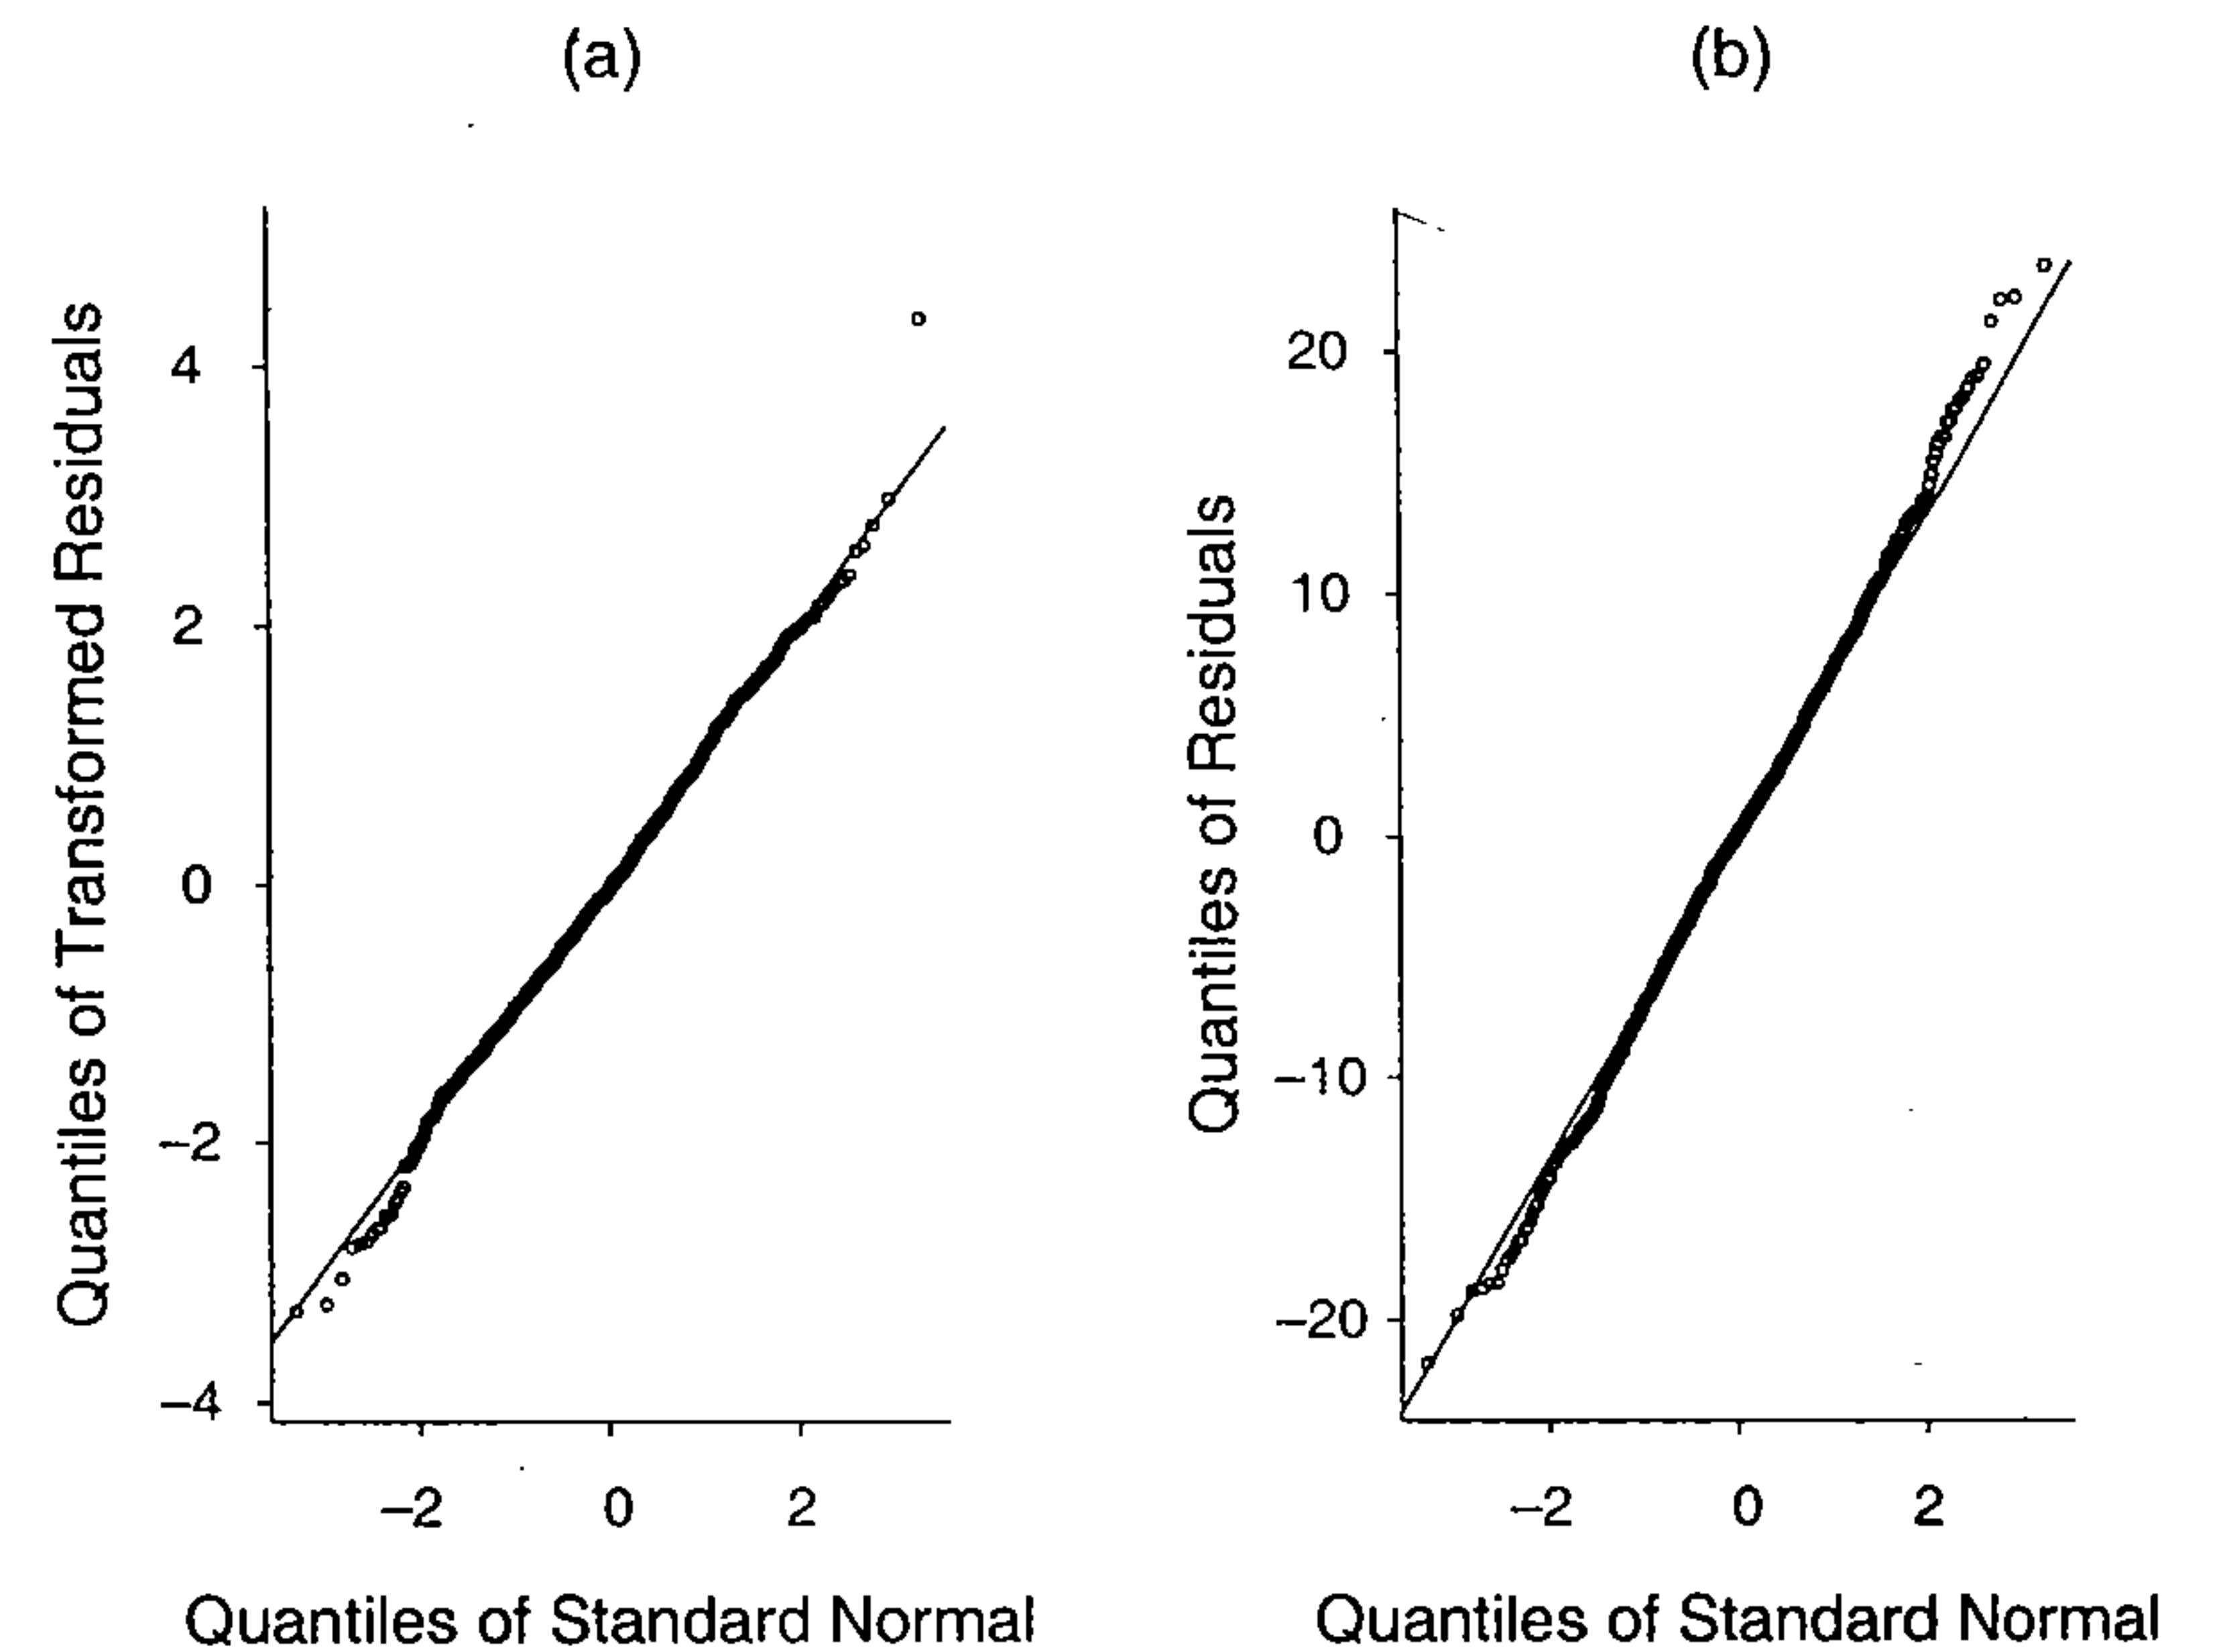 (a)
Quantiles of Transformed Residuals
4
2
0
-2
-4
-2 0 2
Quantiles of Standard Normal
(b)
Quantiles of Residuals
20
10
0
-10
-20
-2 0 2
Quantiles of Standard Normal